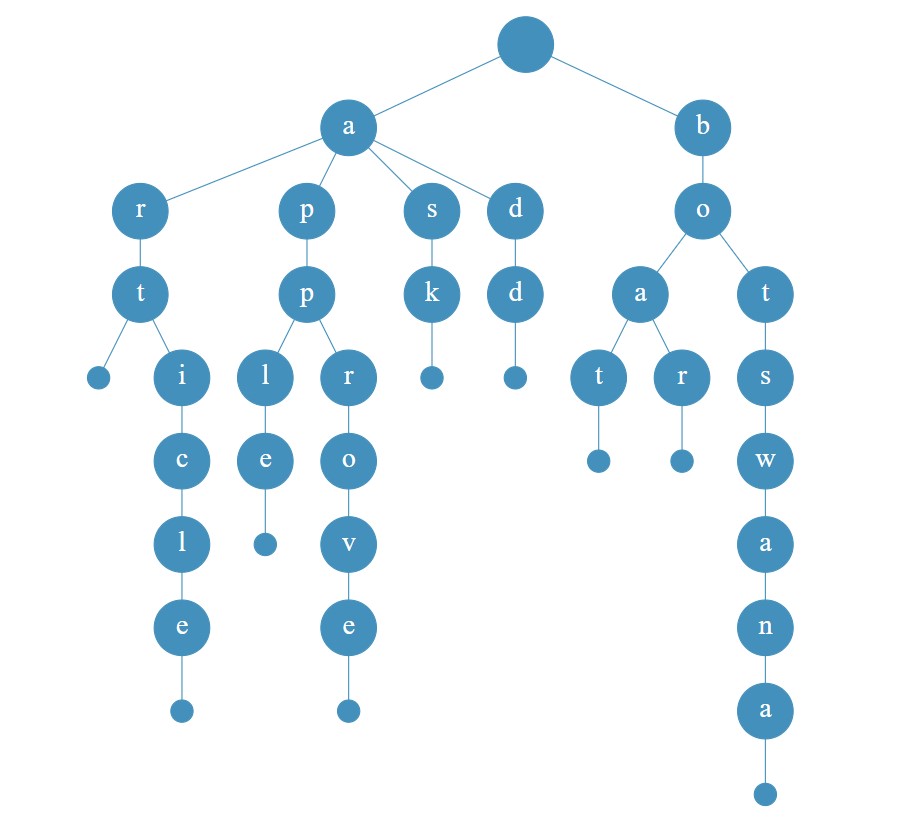 a b
r p s d o
t p k d a t
i l r t r s
c e o w
l v a
e e n
a